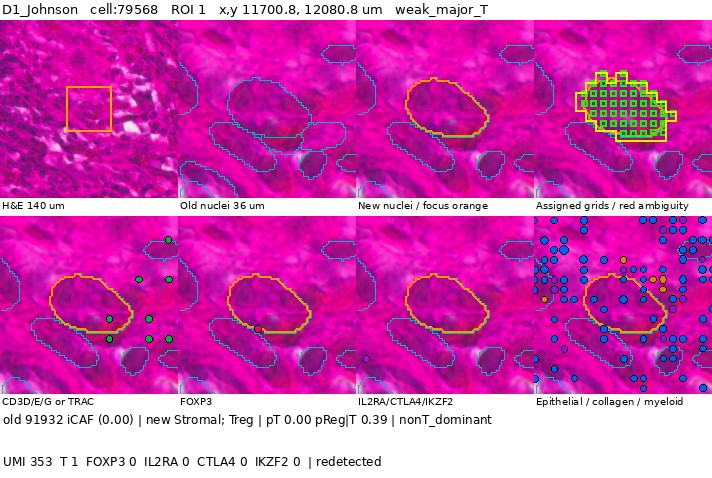 D1_Johnson cell:79568 ROI 1 x,y 11700.8, 12080.8 um weak_major_T
H&E 140 um
Old nuclei 36 um
New nuclei / focus orange
Assigned grids / red ambiguity
CD3D/E/G or TRAC
FOXP3
IL2RA/CTLA4/IKZF2
Epithelial / collagen / myeloid
old 91932 iCAF (0.00) | new Stromal; Treg | pT 0.00 pReg|T 0.39 | nonT_dominant
UMI 353 T 1 FOXP3 0 IL2RA 0 CTLA4 0 IKZF2 0 | redetected